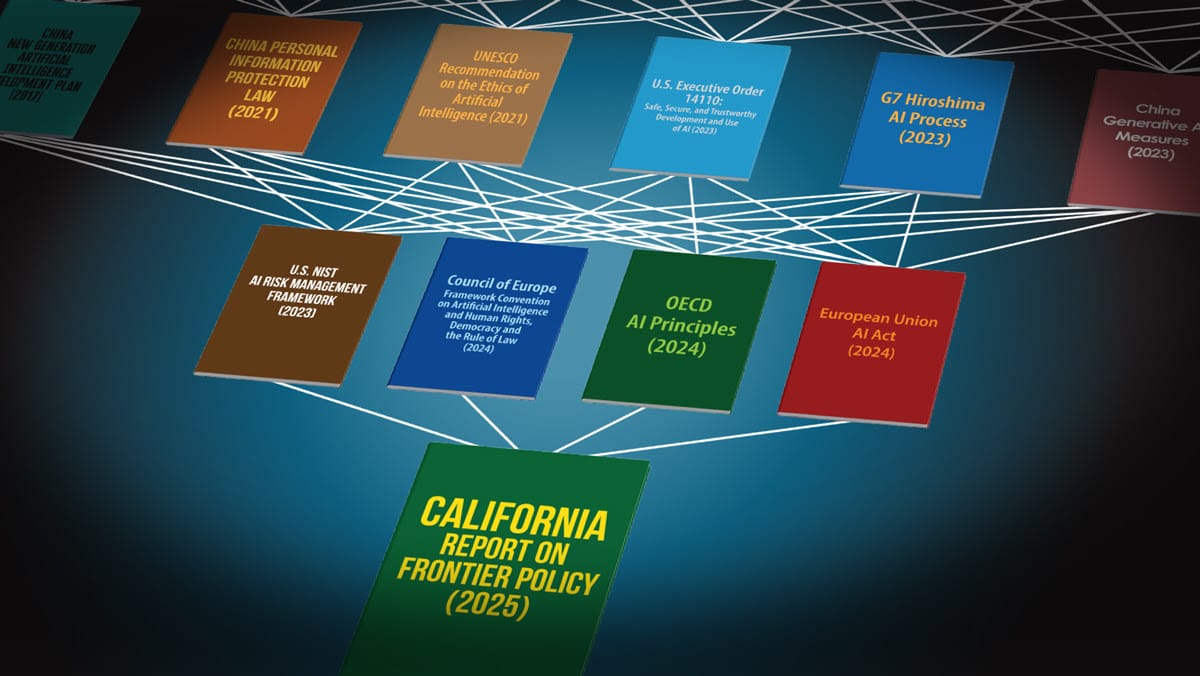 CHINA
NEW GENERATION
ARTIFICIAL
INTELLIGENCE
PLAN
(2017)
CHINA PERSONAL
INFORMATION
PROTECTION
LAW
(2021)
UNESCO
Recommendation
on the Ethics of
Artificial
Intelligence (2021)
U.S. Executive Order
14110:
Safe, Secure, and Trustworthy
Development and Use
of AI (2023)
G7 Hiroshima
AI Process
(2023)
China
Generative A
Measures
(2023)
U.S. NIST
AI RISK MANAGEMENT
FRAMEWORK
(2023)
Council of Europe
Framework Convention
on Artificial Intelligence
and Human Rights,
Democracy and
the Rule of Law
(2024)
OECD
AI Principles
(2024)
European Union
AI Act
(2024)
CALIFORNIA
REPORT ON
FRONTIER POLICY
(2025)